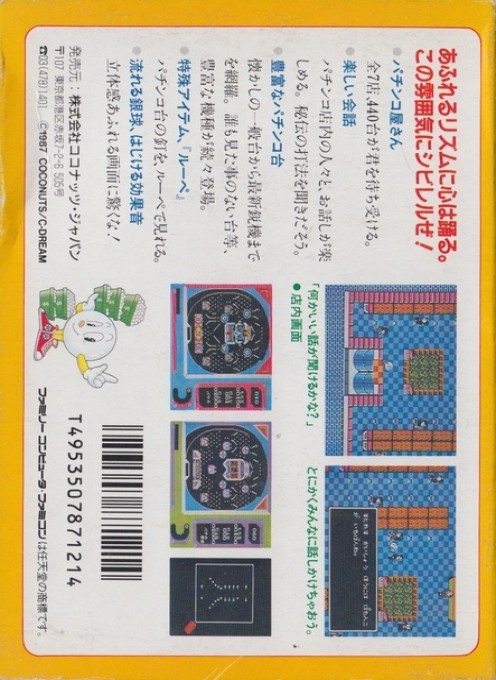 あふれるリズムに心は踊る。
この雰囲気にシビレルぜ!
●パチンコ屋さん
全7店、440台が君を待ち受ける。
●楽しい会話
パチンコ店内の人々と、お話しが楽
しめる。秘伝の打法を聞きだそう。
●豊富なパチンコ台
懐かしの一般台から最新鋭機まで
を網羅。誰も見た事のない台等、
豊富な機種が続々登場。
●特殊アイテム、『ルーペ』
パチンコ台の釘を、ルーペで見れる。
●流れる銀球、はじける効果音
立体感あふれる画面に驚くな!
「何かいい話が聞けるかな?」
●店内画面
とにかくみんなに話しかけちゃおう。
発売元：株式会社ココナッツ・ジャパン
〒107 東京都港区赤坂7-2-6 505号
☎03(478)1401 ©1987 COCONUTS/C-DREAM
T4953507871214
ファミリーコンピュータ・ファミコンは任天堂の商標です。